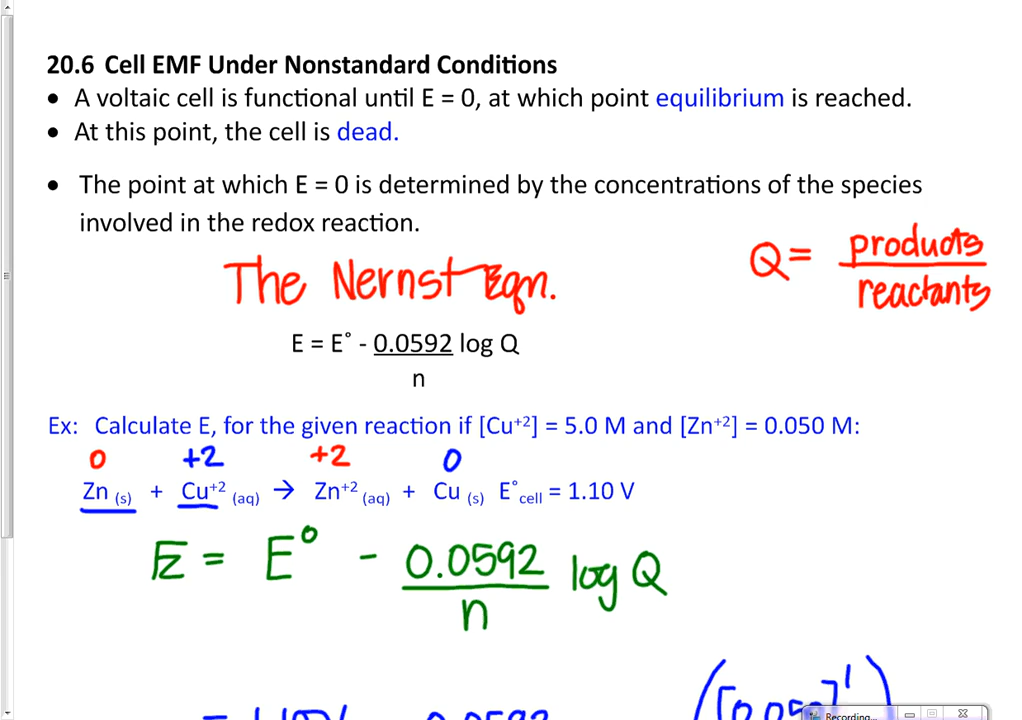 20.6 Cell EMF Under Nonstandard Conditions
• A voltaic cell is functional until E = 0, at which point equilibrium is reached.
• At this point, the cell is dead.
• The point at which E = 0 is determined by the concentrations of the species
involved in the redox reaction.
The Nernst Eqn.
Q = products
reactants
E = E° - 0.0592 log Q
n
Ex: Calculate E, for the given reaction if [Cu⁺²] = 5.0 M and [Zn⁺²] = 0.050 M:
0 +2 +2 0
Zn (s) + Cu⁺² (aq) → Zn⁺² (aq) + Cu (s) E°cell = 1.10 V
E = E° - 0.0592 log Q
n
Recording...